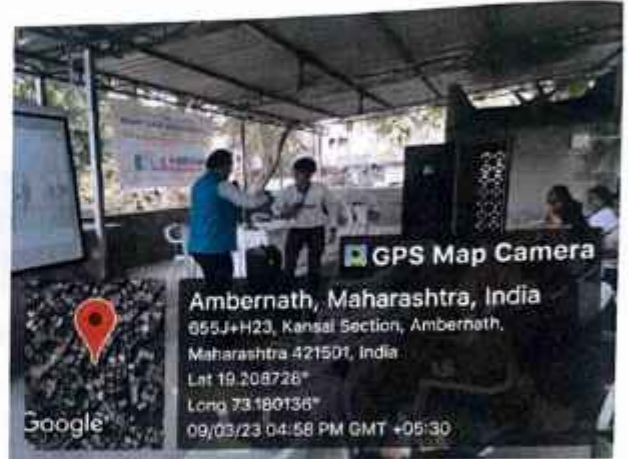 GPS Map Camera
Ambernath, Maharashtra, India
655J+H23, Kansai Section, Ambernath,
Maharashtra 421501, India
Lat 19.208728°
Long 73.180136°
09/03/23 04:58 PM GMT +05:30
Google